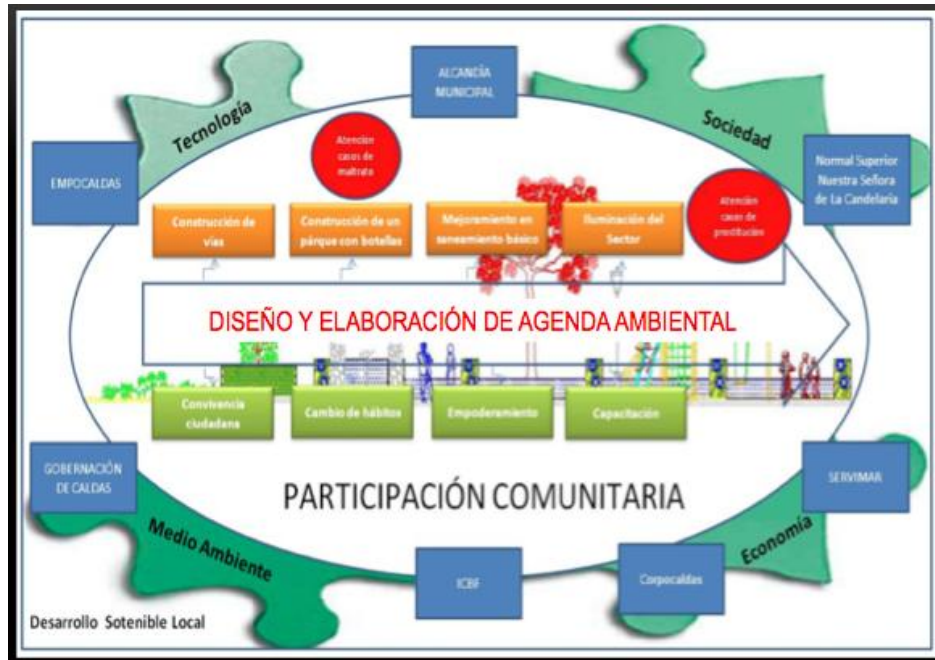 ALCANCÍA
MUNICIPAL
Tecnología
Sociedad
EMPOCALDAS
Atencion
casos de
maltrato
Normal Superior
Nuestra Señora
de La Candelaria
Construcción de
vías
Construcción de un
párque con botellas
Mejoramiento en
saneamiento básico
Iluminación del
Sector
Atencion
casos de
prostitución
DISEÑO Y ELABORACIÓN DE AGENDA AMBIENTAL
Convivencia
ciudadana
Cambio de hábitos
Empoderamiento
Capacitación
GOBERNACIÓN
DE CALDAS
SERVIMAR
PARTICIPACIÓN COMUNITARIA
Medio Ambiente
Economía
ICBF
Corpocaldas
Desarrollo Sotenible Local